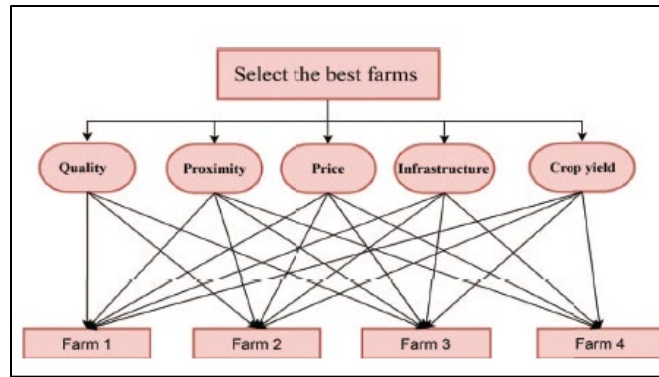 Select the best farms
Quality
Proximity
Price
Infrastructure
Crop yield
Farm 1
Farm 2
Farm 3
Farm 4